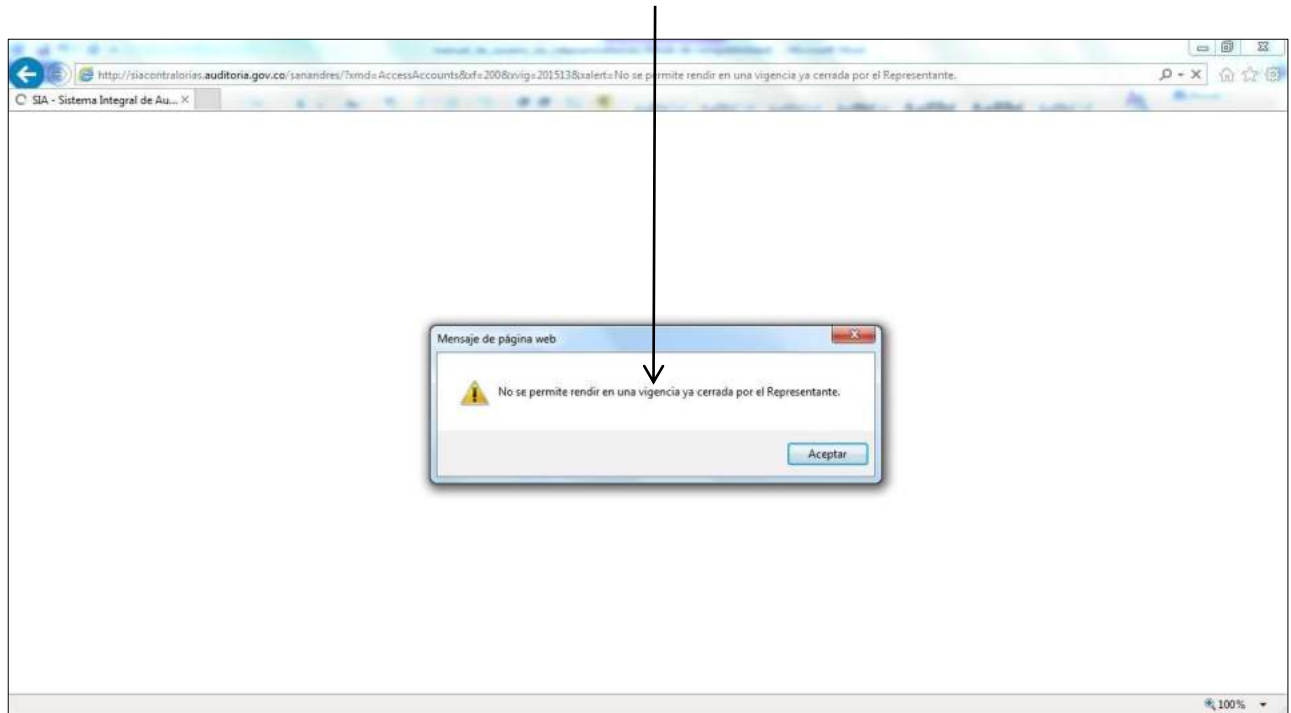 http://siacontralorias.auditoria.gov.co/sanandres/?xmd=AccessAccounts&xf=200&xvig=201513&xalert=No se permite rendir en una vigencia ya cerrada por el Representante.
SIA - Sistema Integral de Au...
Mensaje de página web
No se permite rendir en una vigencia ya cerrada por el Representante.
Aceptar
100%